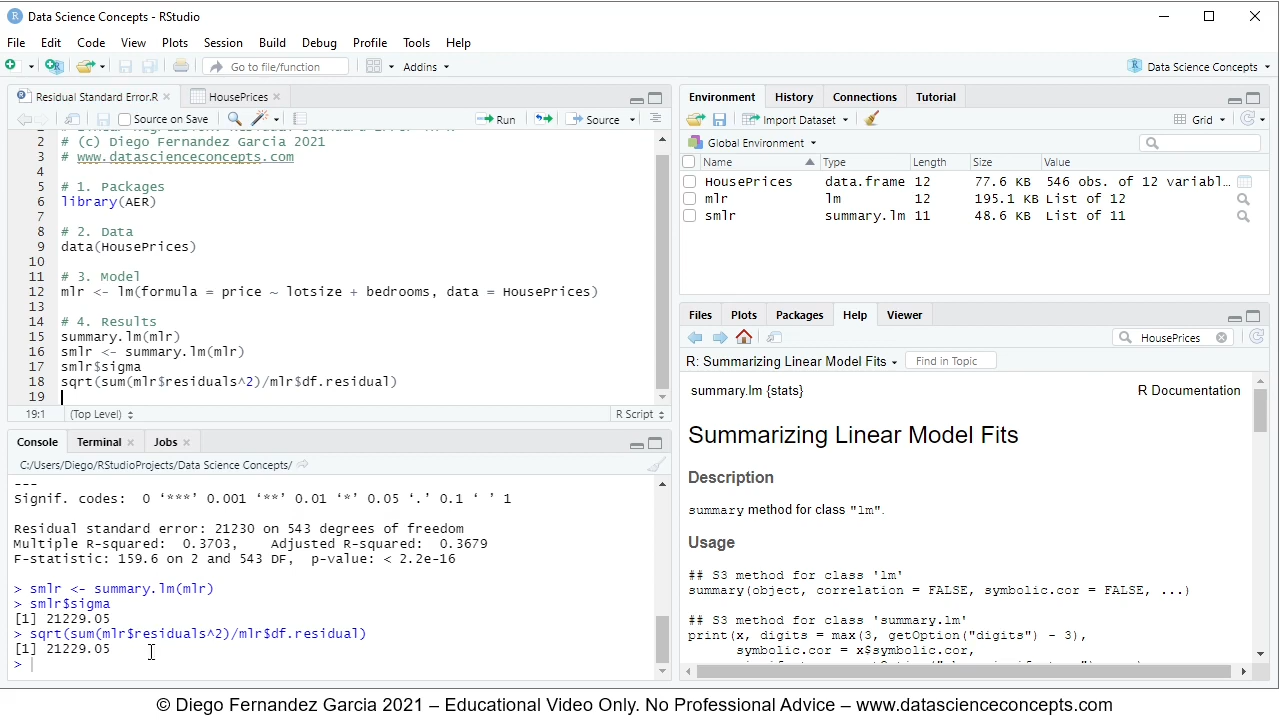 Data Science Concepts - RStudio
File Edit Code View Plots Session Build Debug Profile Tools Help
Go to file/function Addins Data Science Concepts
Residual Standard Error.R HousePrices
Source on Save Run Source
2 # (c) Diego Fernandez Garcia 2021
3 # www.datascienceconcepts.com
4
5 # 1. Packages
6 library(AER)
7
8 # 2. Data
9 data(HousePrices)
10
11 # 3. Model
12 mlr <- lm(formula = price ~ lotsize + bedrooms, data = HousePrices)
13
14 # 4. Results
15 summary.lm(mlr)
16 smlr <- summary.lm(mlr)
17 smlr$sigma
18 sqrt(sum(mlr$residuals^2)/mlr$df.residual)
19
19:1 (Top Level) R Script
Console Terminal Jobs
C:/Users/Diego/RStudioProjects/Data Science Concepts/
---
Signif. codes: 0 ‘***’ 0.001 ‘**’ 0.01 ‘*’ 0.05 ‘.’ 0.1 ‘ ’ 1
Residual standard error: 21230 on 543 degrees of freedom
Multiple R-squared: 0.3703, Adjusted R-squared: 0.3679
F-statistic: 159.6 on 2 and 543 DF, p-value: < 2.2e-16
> smlr <- summary.lm(mlr)
> smlr$sigma
[1] 21229.05
> sqrt(sum(mlr$residuals^2)/mlr$df.residual)
[1] 21229.05
>
Environment History Connections Tutorial
Import Dataset Grid
Global Environment
Name Type Length Size Value
HousePrices data.frame 12 77.6 KB 546 obs. of 12 variabl...
mlr lm 12 195.1 KB List of 12
smlr summary.lm 11 48.6 KB List of 11
Files Plots Packages Help Viewer
HousePrices
R: Summarizing Linear Model Fits Find in Topic
summary.lm {stats} R Documentation
Summarizing Linear Model Fits
Description
summary method for class "lm".
Usage
## S3 method for class 'lm'
summary(object, correlation = FALSE, symbolic.cor = FALSE, ...)
## S3 method for class 'summary.lm'
print(x, digits = max(3, getOption("digits") - 3),
symbolic.cor = x$symbolic.cor,
© Diego Fernandez Garcia 2021 – Educational Video Only. No Professional Advice – www.datascienceconcepts.com